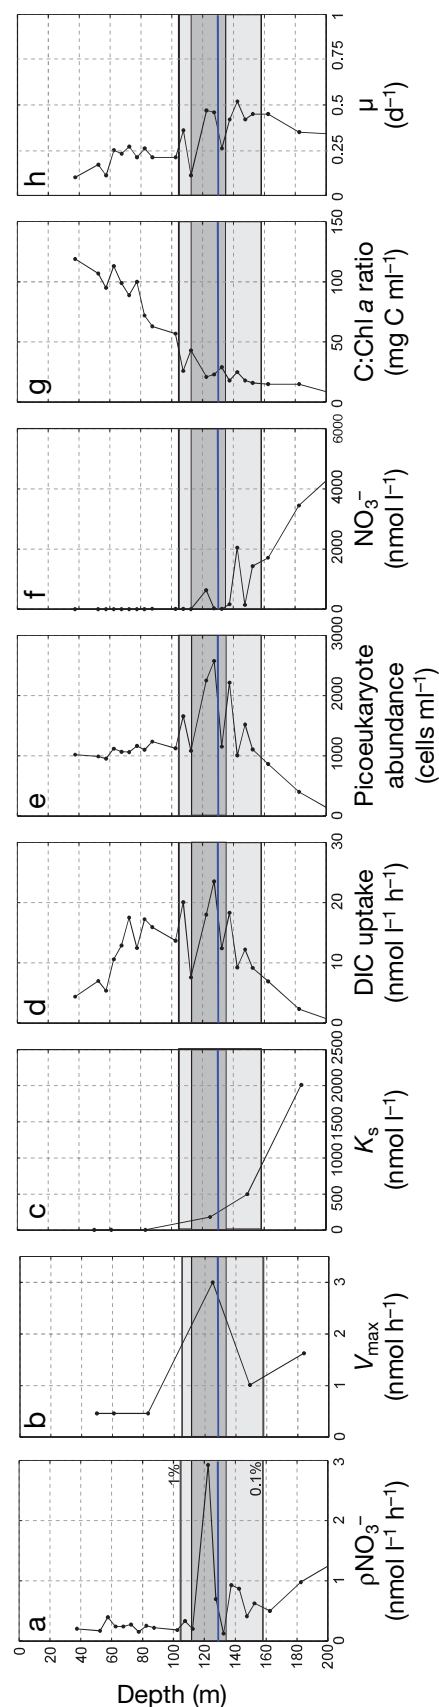 Depth (m)
0
20
40
60
80
100
120
140
160
180
200
a
1%
0.1%
0 1 2 3
ρNO₃⁻
(nmol l⁻¹ h⁻¹)
b
0 1 2 3
Vmax
(nmol h⁻¹)
c
0 500 1000 1500 2000 2500
Ks
(nmol l⁻¹)
d
0 10 20 30
DIC uptake
(nmol l⁻¹ h⁻¹)
e
0 1000 2000 3000
Picoeukaryote
abundance
(cells ml⁻¹)
f
0 2000 4000 6000
NO₃⁻
(nmol l⁻¹)
g
0 50 100 150
C:Chl a ratio
(mg C ml⁻¹)
h
0 0.25 0.5 0.75 1
µ
(d⁻¹)